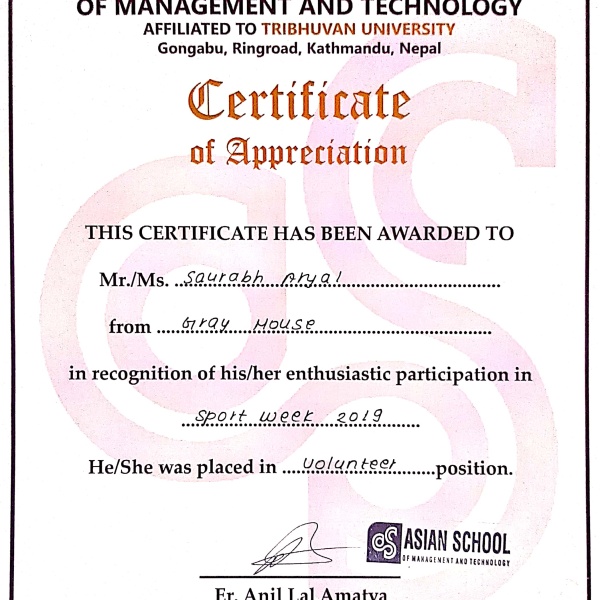 OF MANAGEMENT AND TECHNOLOGY
AFFILIATED TO TRIBHUVAN UNIVERSITY
Gongabu, Ringroad, Kathmandu, Nepal
Certificate
of Appreciation
THIS CERTIFICATE HAS BEEN AWARDED TO
Mr./Ms. Saurabh Aryal
from Gray House
in recognition of his/her enthusiastic participation in
Sport week 2019
He/She was placed in volunteer position.
ASIAN SCHOOL
OF MANAGEMENT AND TECHNOLOGY
Er. Anil Lal Amatya